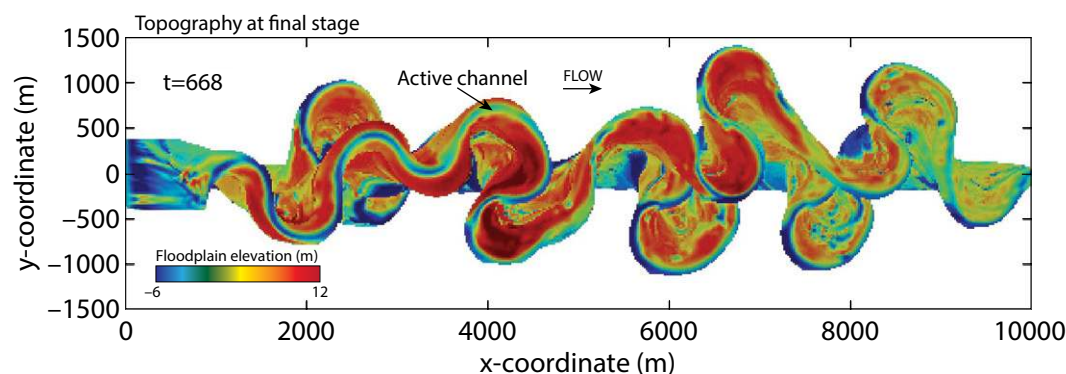 Topography at final stage
1500
1000
500
0
−500
−1000
−1500
y-coordinate (m)
t=668
Active channel
FLOW
Floodplain elevation (m)
−6 12
0 2000 4000 6000 8000 10000
x-coordinate (m)